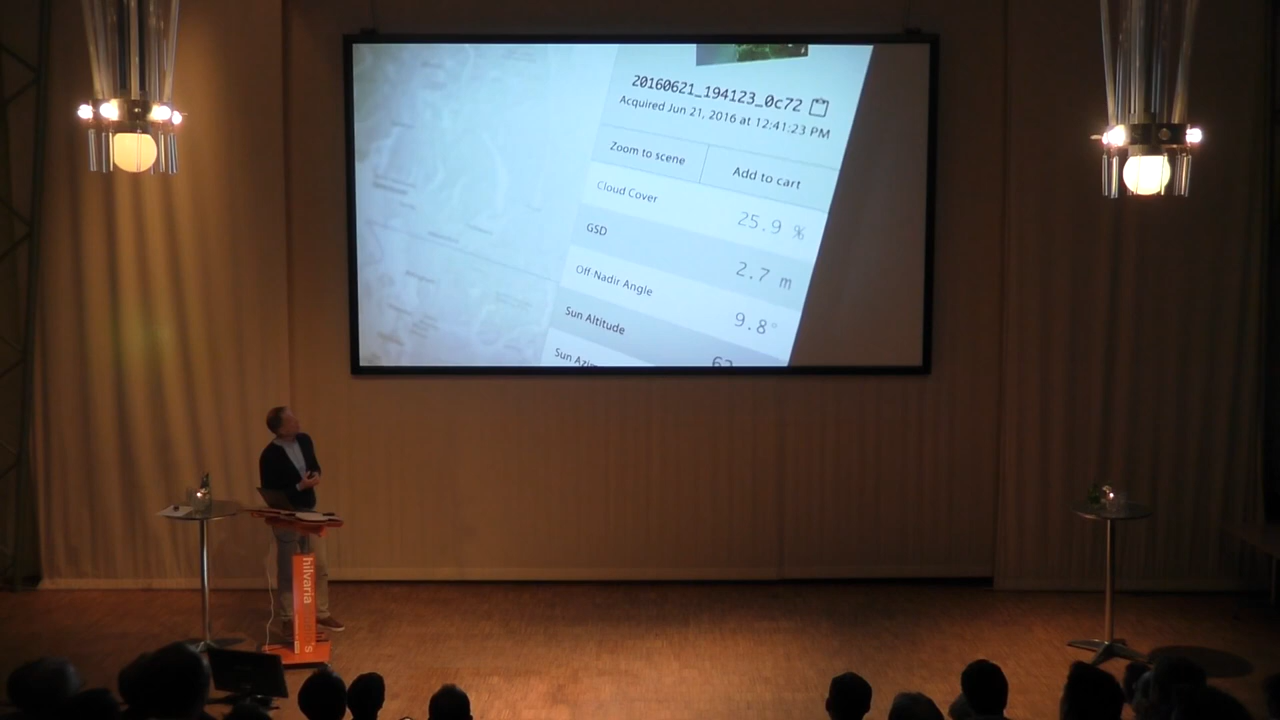 20160621_194123_0c72
Acquired Jun 21, 2016 at 12:41:23 PM
Zoom to scene
Add to cart
Cloud Cover
25.9 %
GSD
2.7 m
Off-Nadir Angle
9.8°
Sun Altitude
Sun
hilvaria